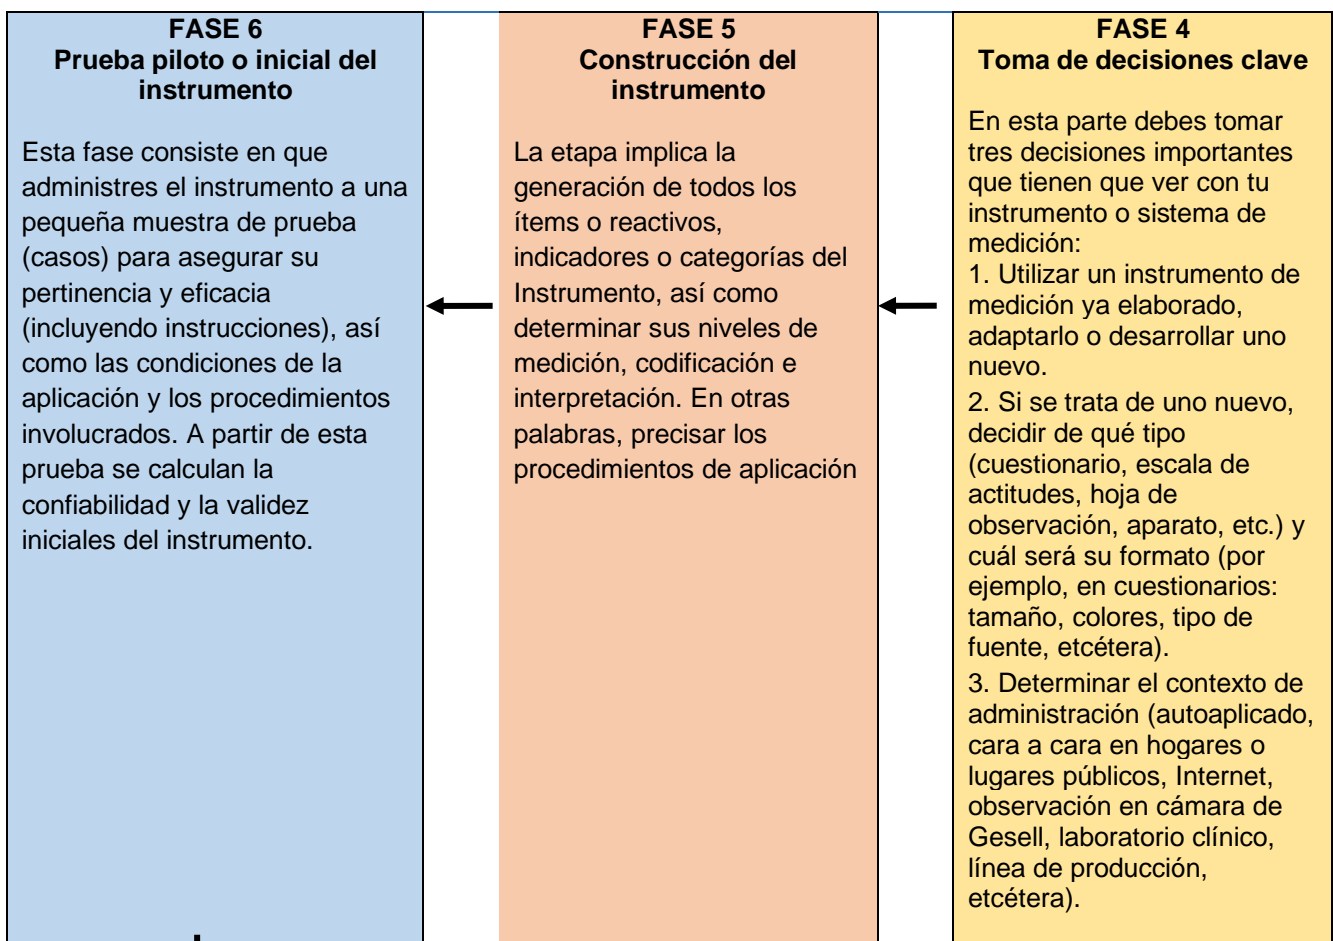 FASE 6
Prueba piloto o inicial del
instrumento
Esta fase consiste en que
administres el instrumento a una
pequeña muestra de prueba
(casos) para asegurar su
pertinencia y eficacia
(incluyendo instrucciones), así
como las condiciones de la
aplicación y los procedimientos
involucrados. A partir de esta
prueba se calculan la
confiabilidad y la validez
iniciales del instrumento.
FASE 5
Construcción del
instrumento
La etapa implica la
generación de todos los
ítems o reactivos,
indicadores o categorías del
Instrumento, así como
determinar sus niveles de
medición, codificación e
interpretación. En otras
palabras, precisar los
procedimientos de aplicación
FASE 4
Toma de decisiones clave
En esta parte debes tomar
tres decisiones importantes
que tienen que ver con tu
instrumento o sistema de
medición:
1. Utilizar un instrumento de
medición ya elaborado,
adaptarlo o desarrollar uno
nuevo.
2. Si se trata de uno nuevo,
decidir de qué tipo
(cuestionario, escala de
actitudes, hoja de
observación, aparato, etc.) y
cuál será su formato (por
ejemplo, en cuestionarios:
tamaño, colores, tipo de
fuente, etcétera).
3. Determinar el contexto de
administración (autoaplicado,
cara a cara en hogares o
lugares públicos, Internet,
observación en cámara de
Gesell, laboratorio clínico,
línea de producción,
etcétera).